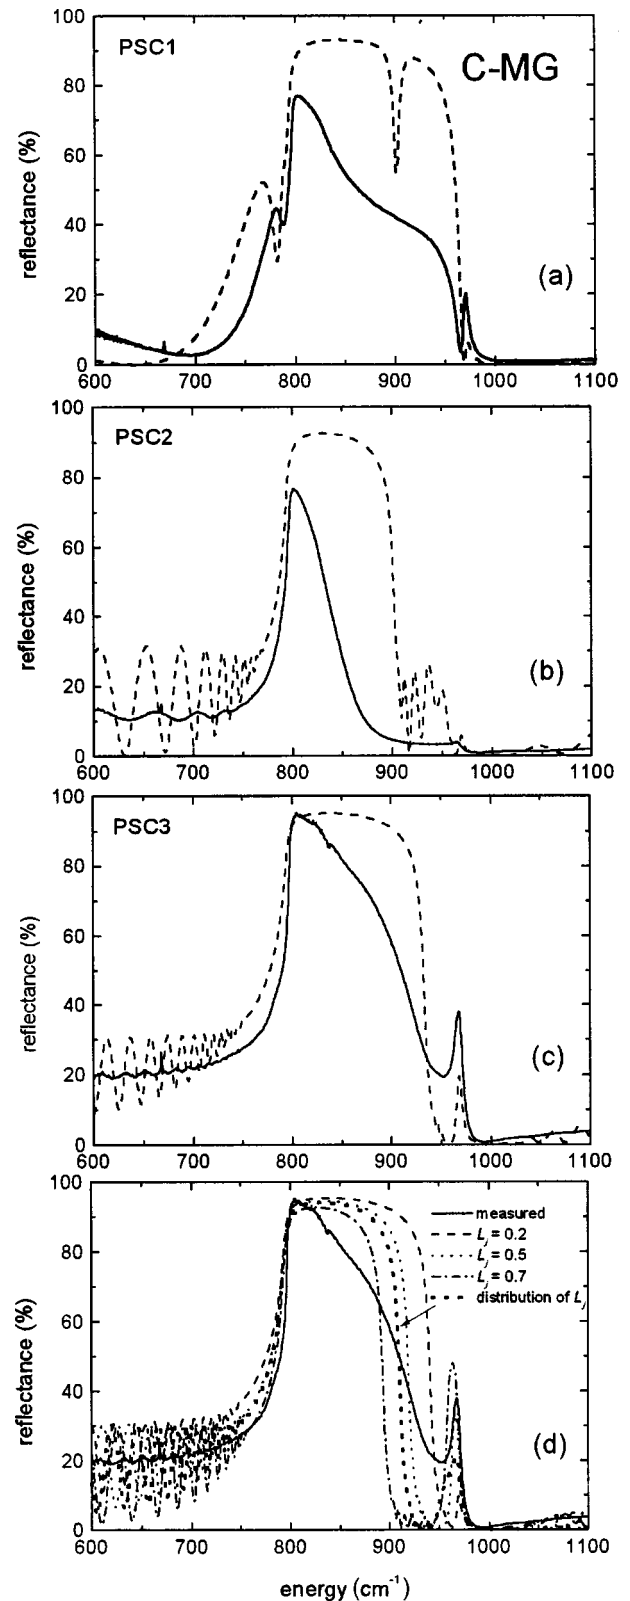 PSC1
C-MG
(a)
reflectance (%)
100
80
60
40
20
0
600 700 800 900 1000 1100
PSC2
(b)
reflectance (%)
100
80
60
40
20
0
600 700 800 900 1000 1100
PSC3
(c)
reflectance (%)
100
80
60
40
20
0
600 700 800 900 1000 1100
measured
L_j = 0.2
L_j = 0.5
L_j = 0.7
distribution of L_j
(d)
reflectance (%)
100
80
60
40
20
0
600 700 800 900 1000 1100
energy (cm⁻¹)